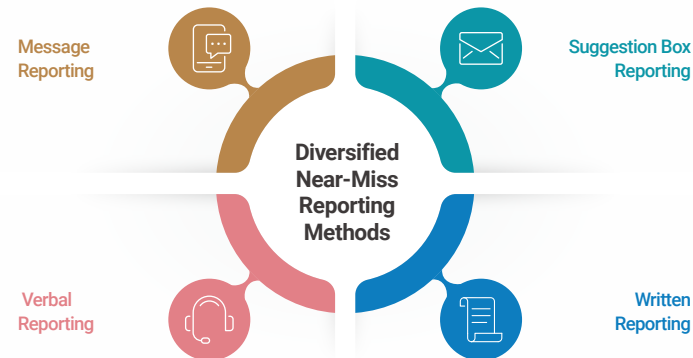 Message
Reporting
Suggestion Box
Reporting
Diversified
Near-Miss
Reporting
Methods
Verbal
Reporting
Written
Reporting